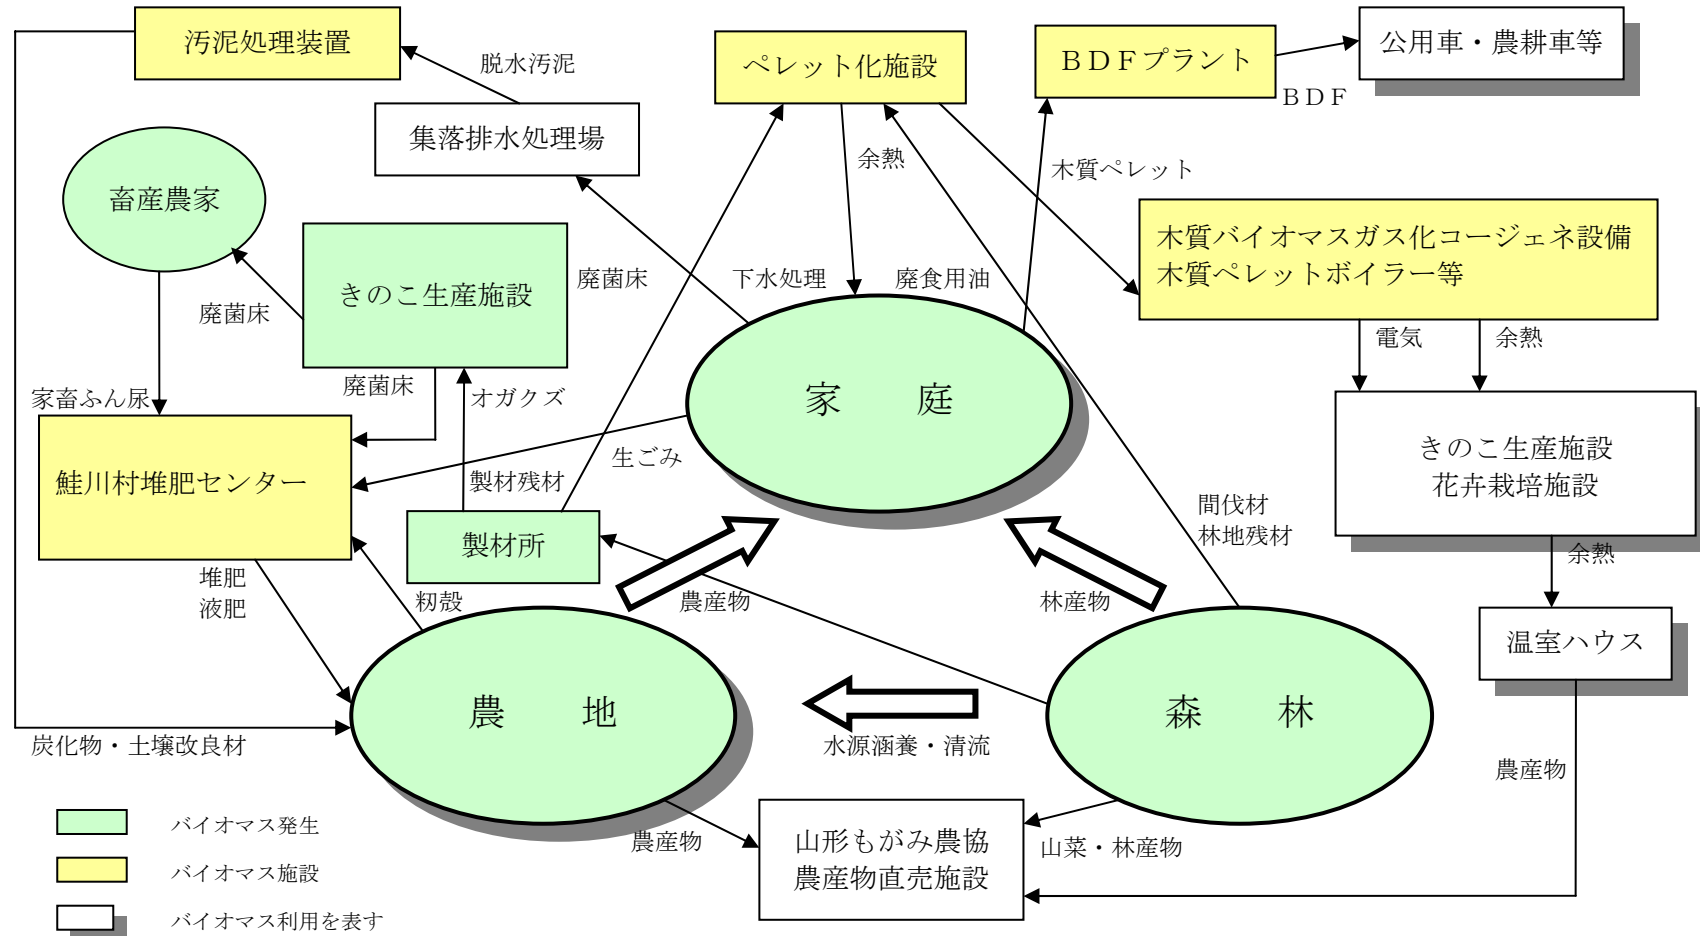 汚泥処理装置
脱水汚泥
ペレット化施設
ＢＤＦプラント
公用車・農耕車等
ＢＤＦ
集落排水処理場
余熱
木質ペレット
畜産農家
きのこ生産施設
廃菌床
廃菌床
下水処理
廃食用油
木質バイオマスガス化コージェネ設備
木質ペレットボイラー等
電気
余熱
家畜ふん尿
廃菌床
オガクズ
家　庭
きのこ生産施設
花卉栽培施設
鮭川村堆肥センター
製材残材
生ごみ
間伐材
林地残材
製材所
余熱
堆肥
液肥
籾殻
農産物
林産物
温室ハウス
農　地
森　林
水源涵養・清流
炭化物・土壌改良材
農産物
農産物
山形もがみ農協
農産物直売施設
山菜・林産物
バイオマス発生
バイオマス施設
バイオマス利用を表す